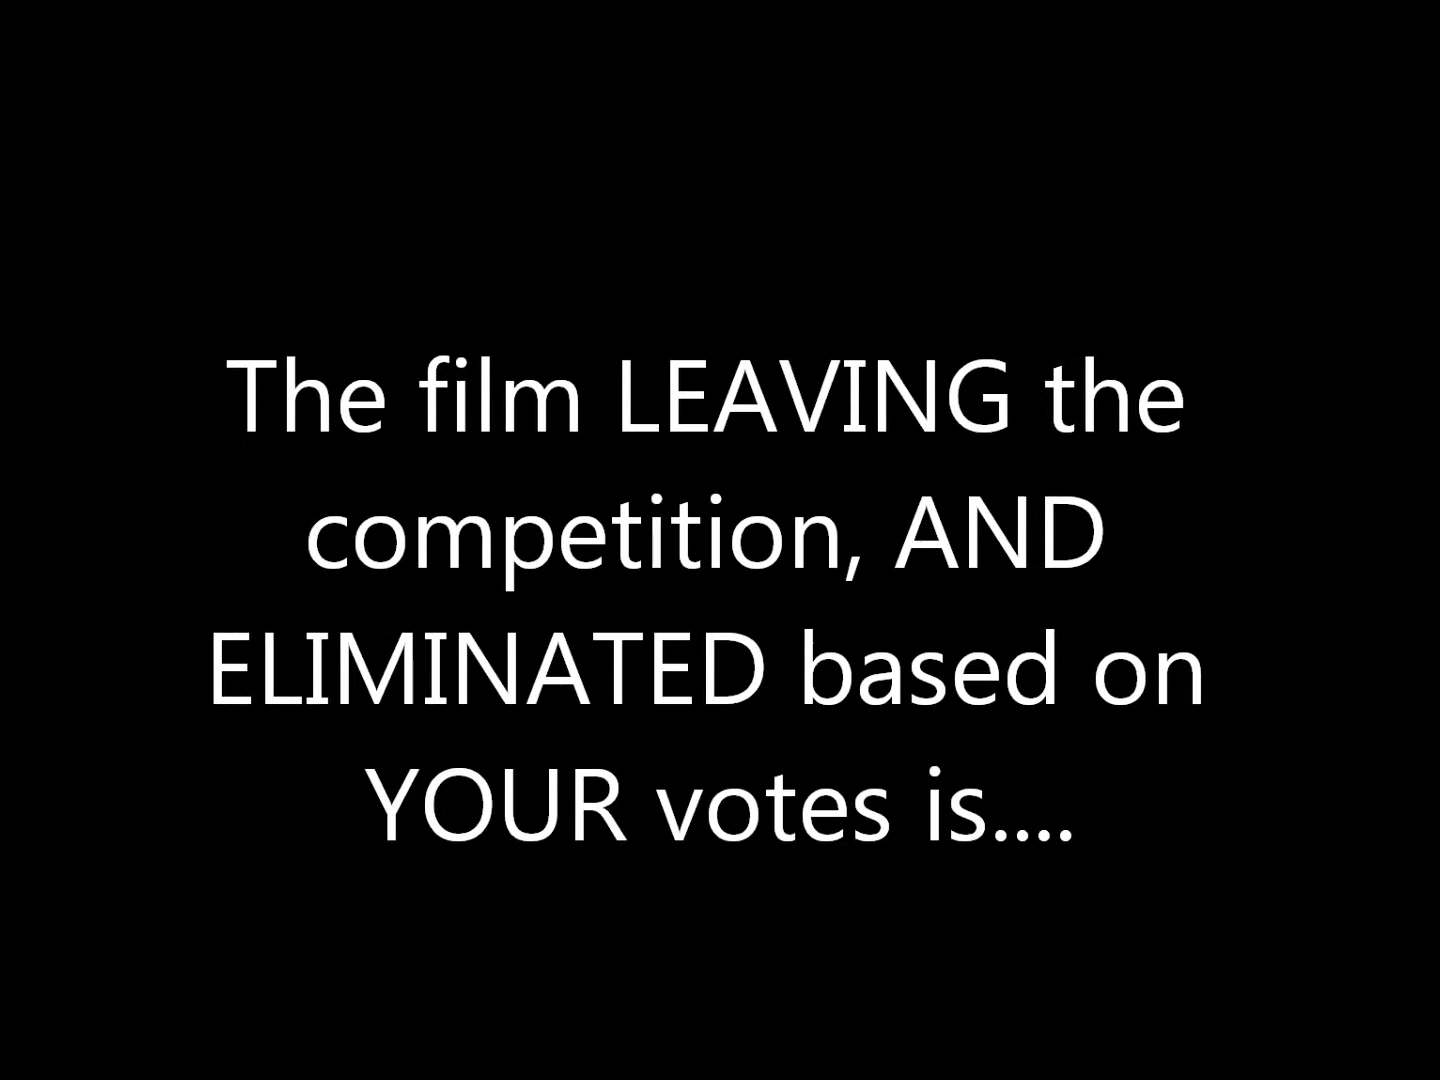 The film LEAVING the
competition, AND
ELIMINATED based on
YOUR votes is....